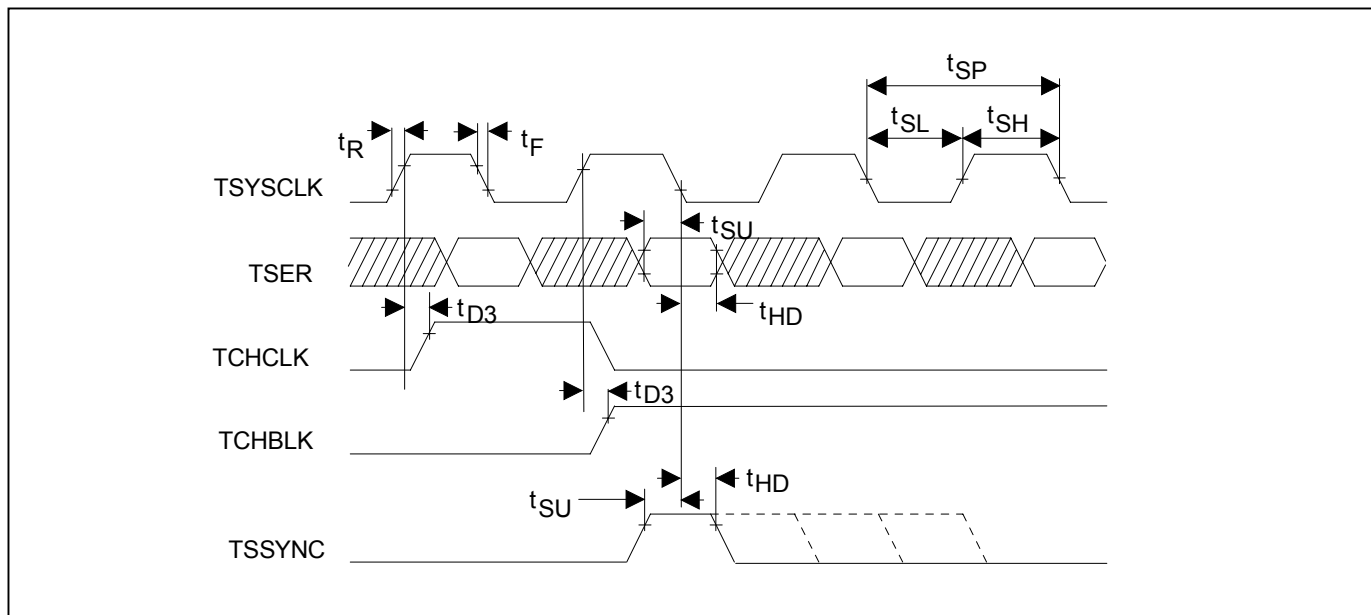 tSP
tSL
tSH
tR
tF
TSYSCLK
tSU
TSER
tD3
tHD
TCHCLK
tD3
TCHBLK
tHD
tSU
TSSYNC